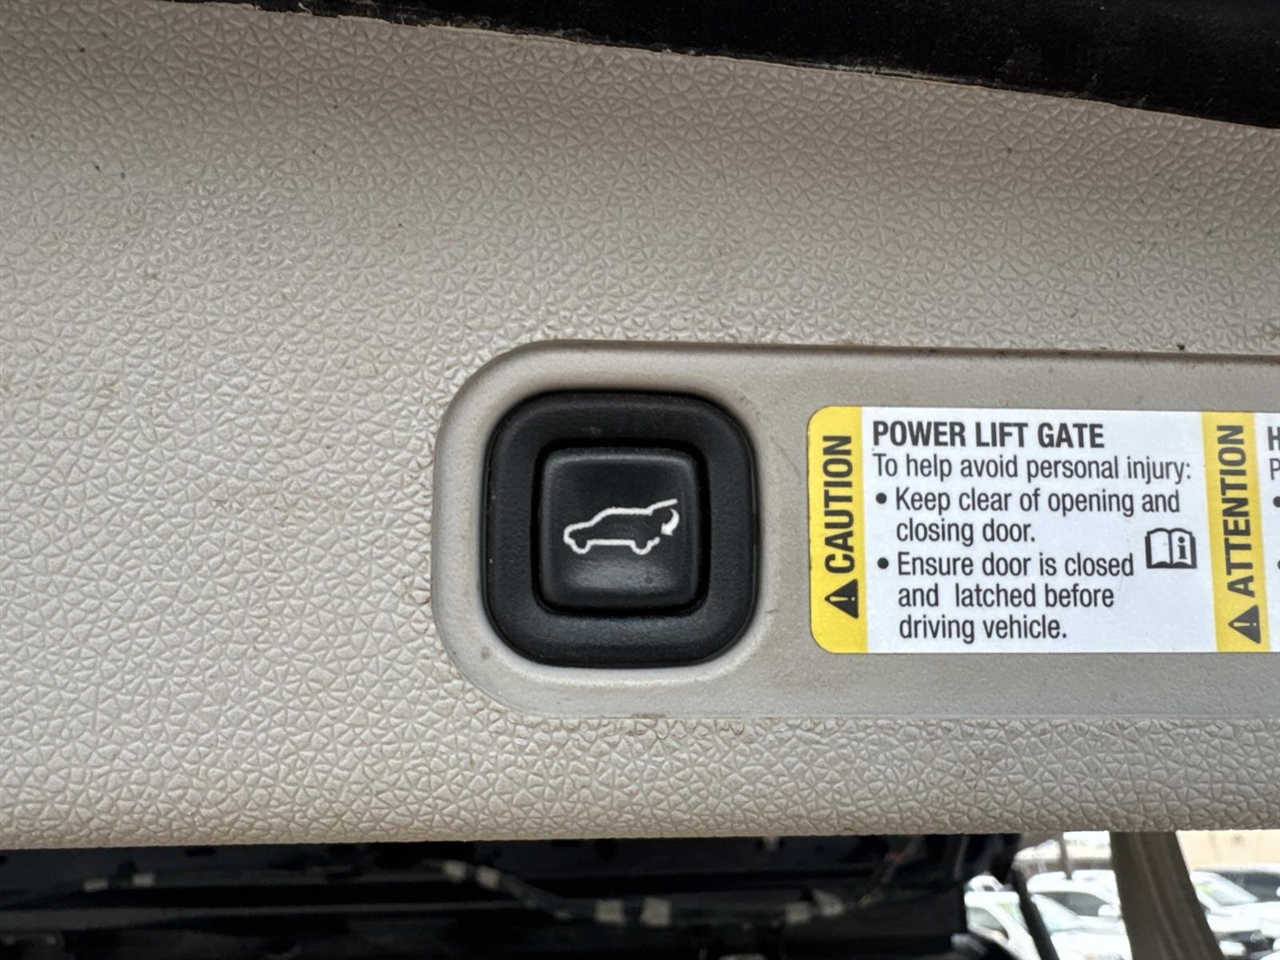 CAUTION
POWER LIFT GATE
To help avoid personal injury:
• Keep clear of opening and
closing door.
• Ensure door is closed
and latched before
driving vehicle.
ATTENTION